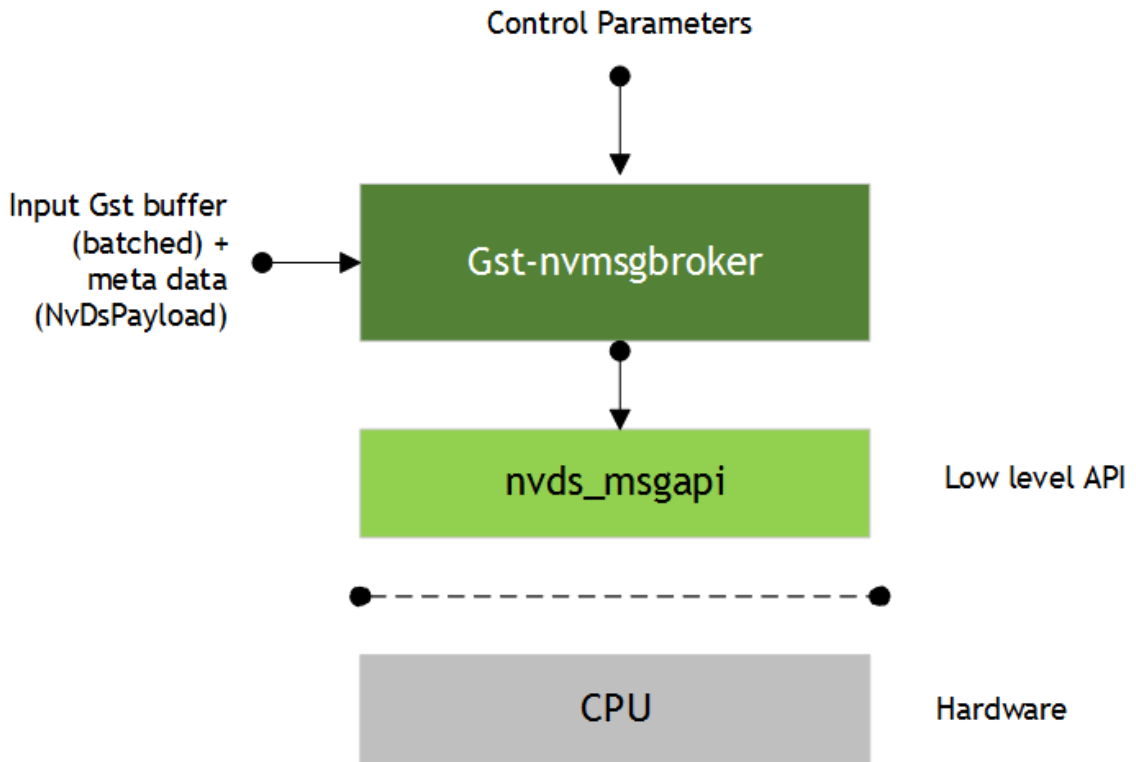 Control Parameters
Input Gst buffer
(batched) +
meta data
(NvDsPayload)
Gst-nvmsgbroker
nvds_msgapi
Low level API
CPU
Hardware